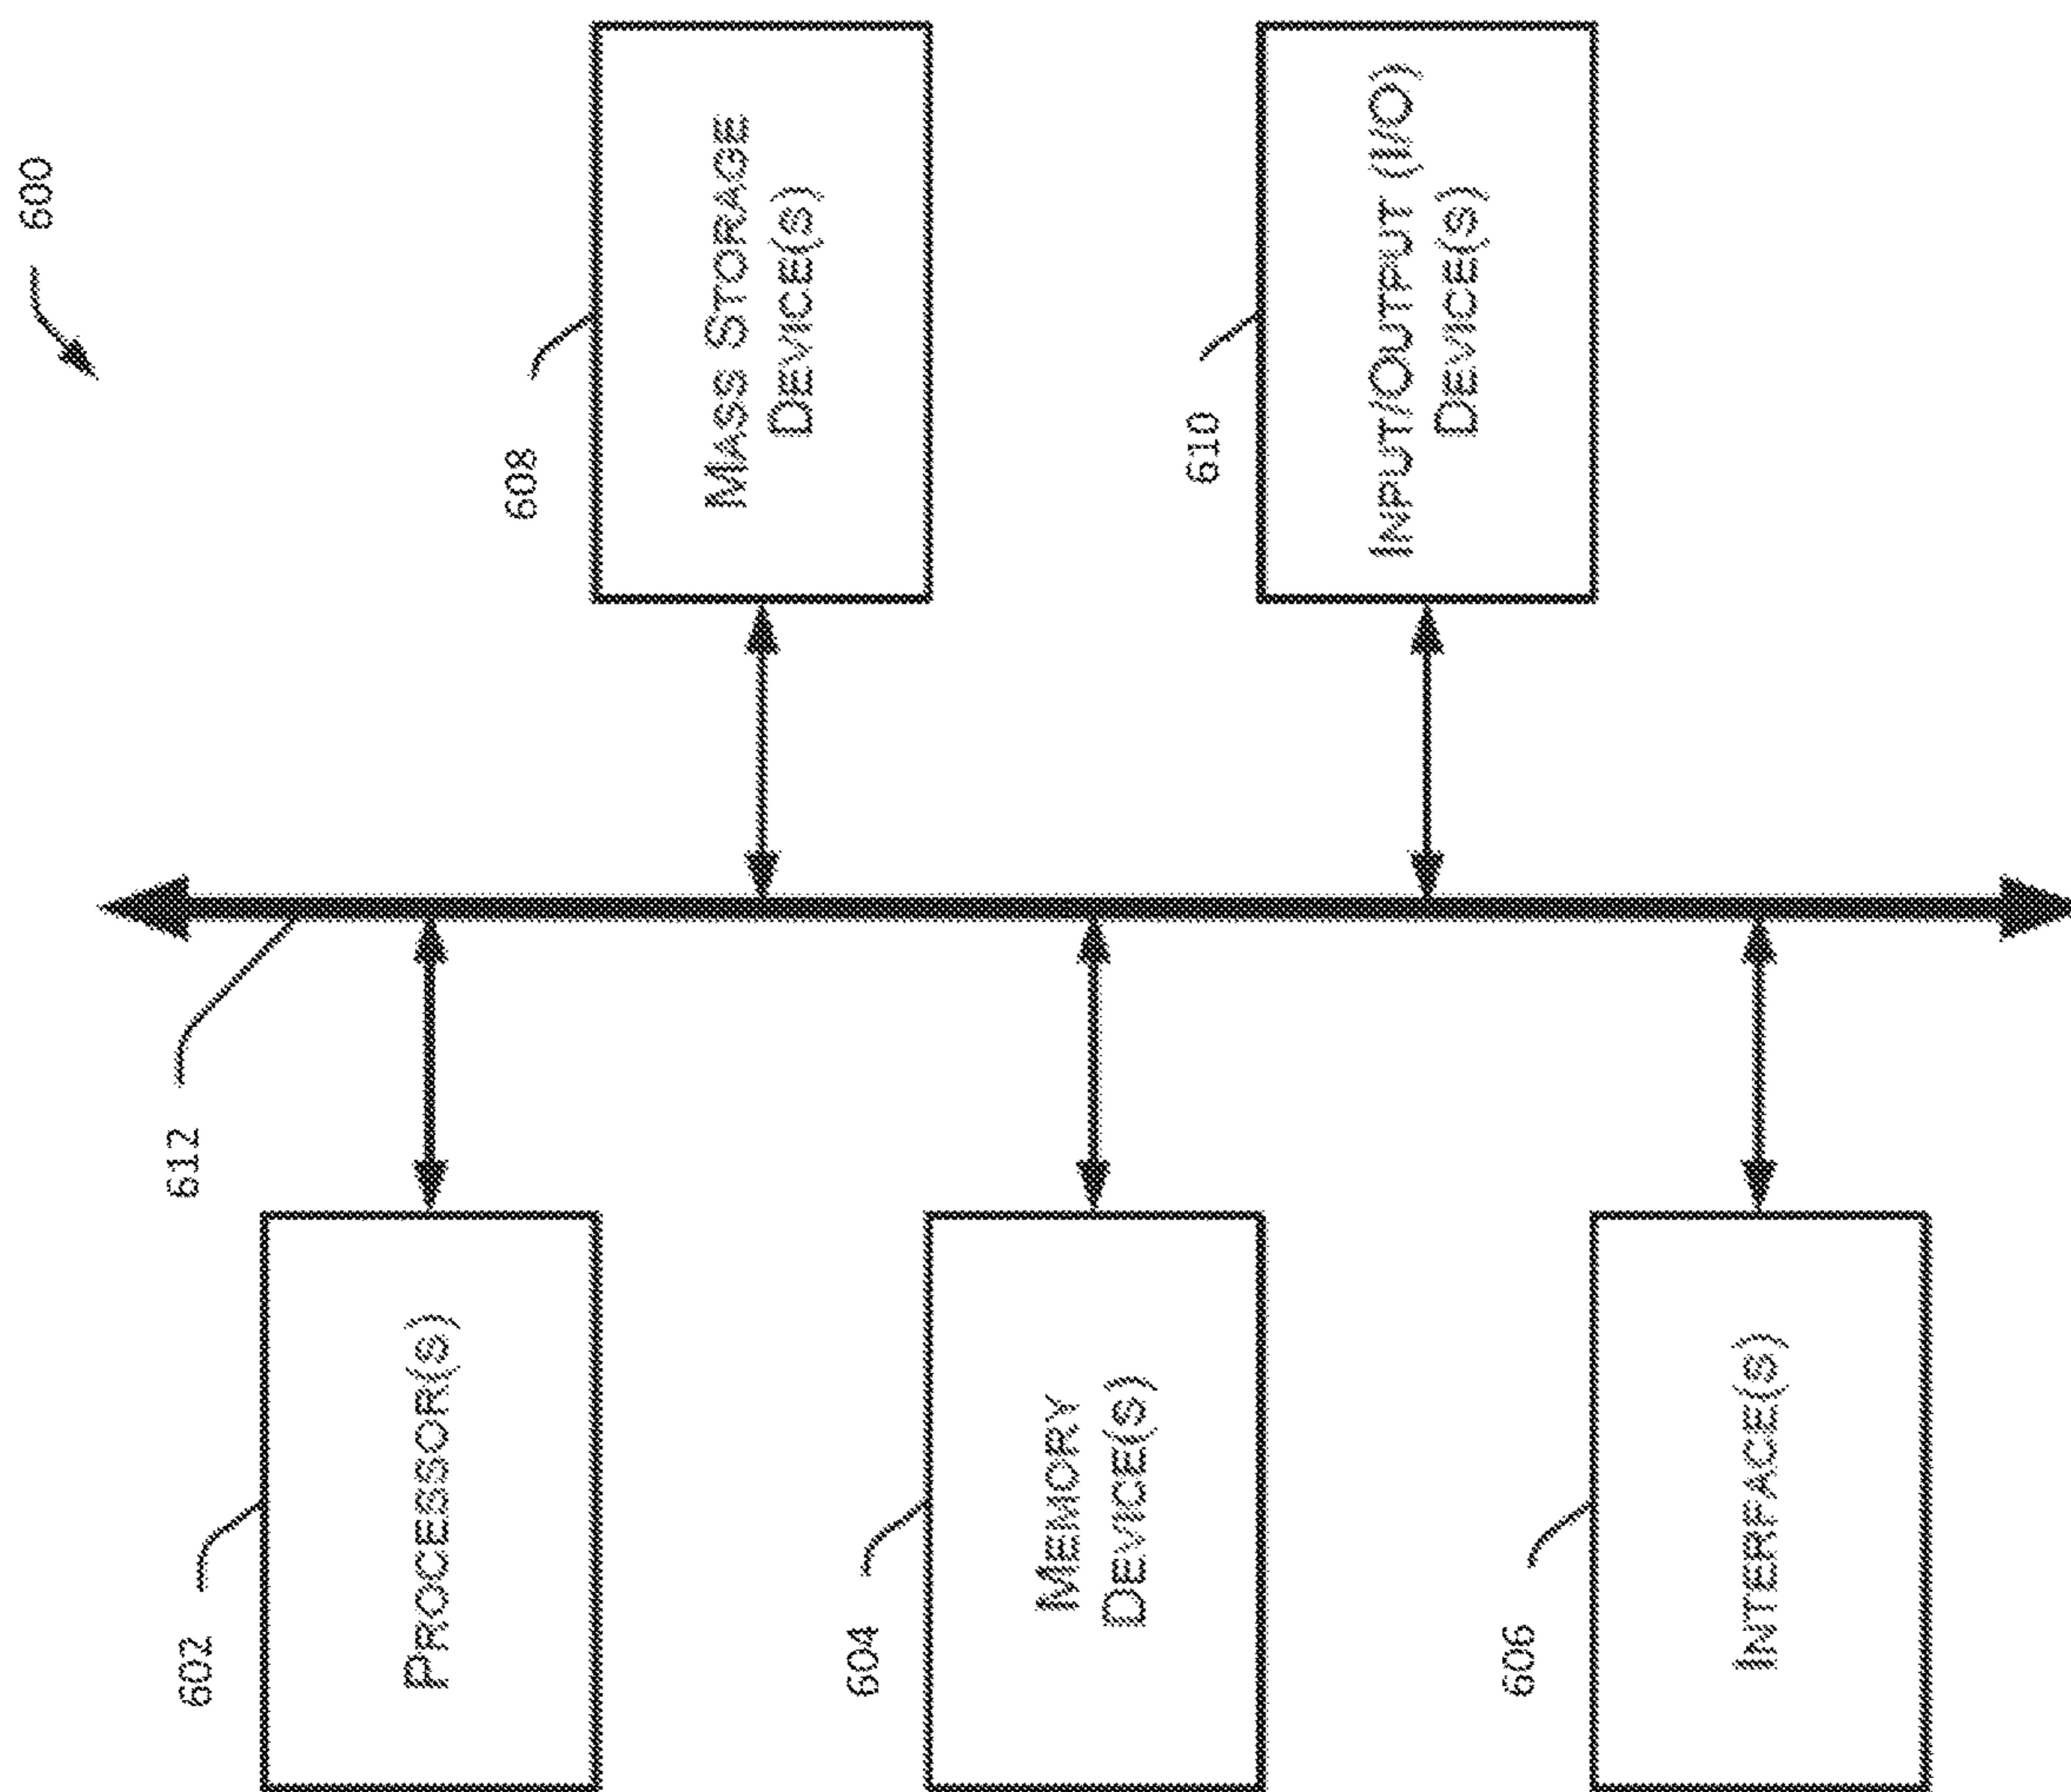 600
612
602
PROCESSOR(S)
608
MASS STORAGE
DEVICE(S)
604
MEMORY
DEVICE(S)
610
INPUT/OUTPUT (I/O)
DEVICE(S)
606
INTERFACE(S)